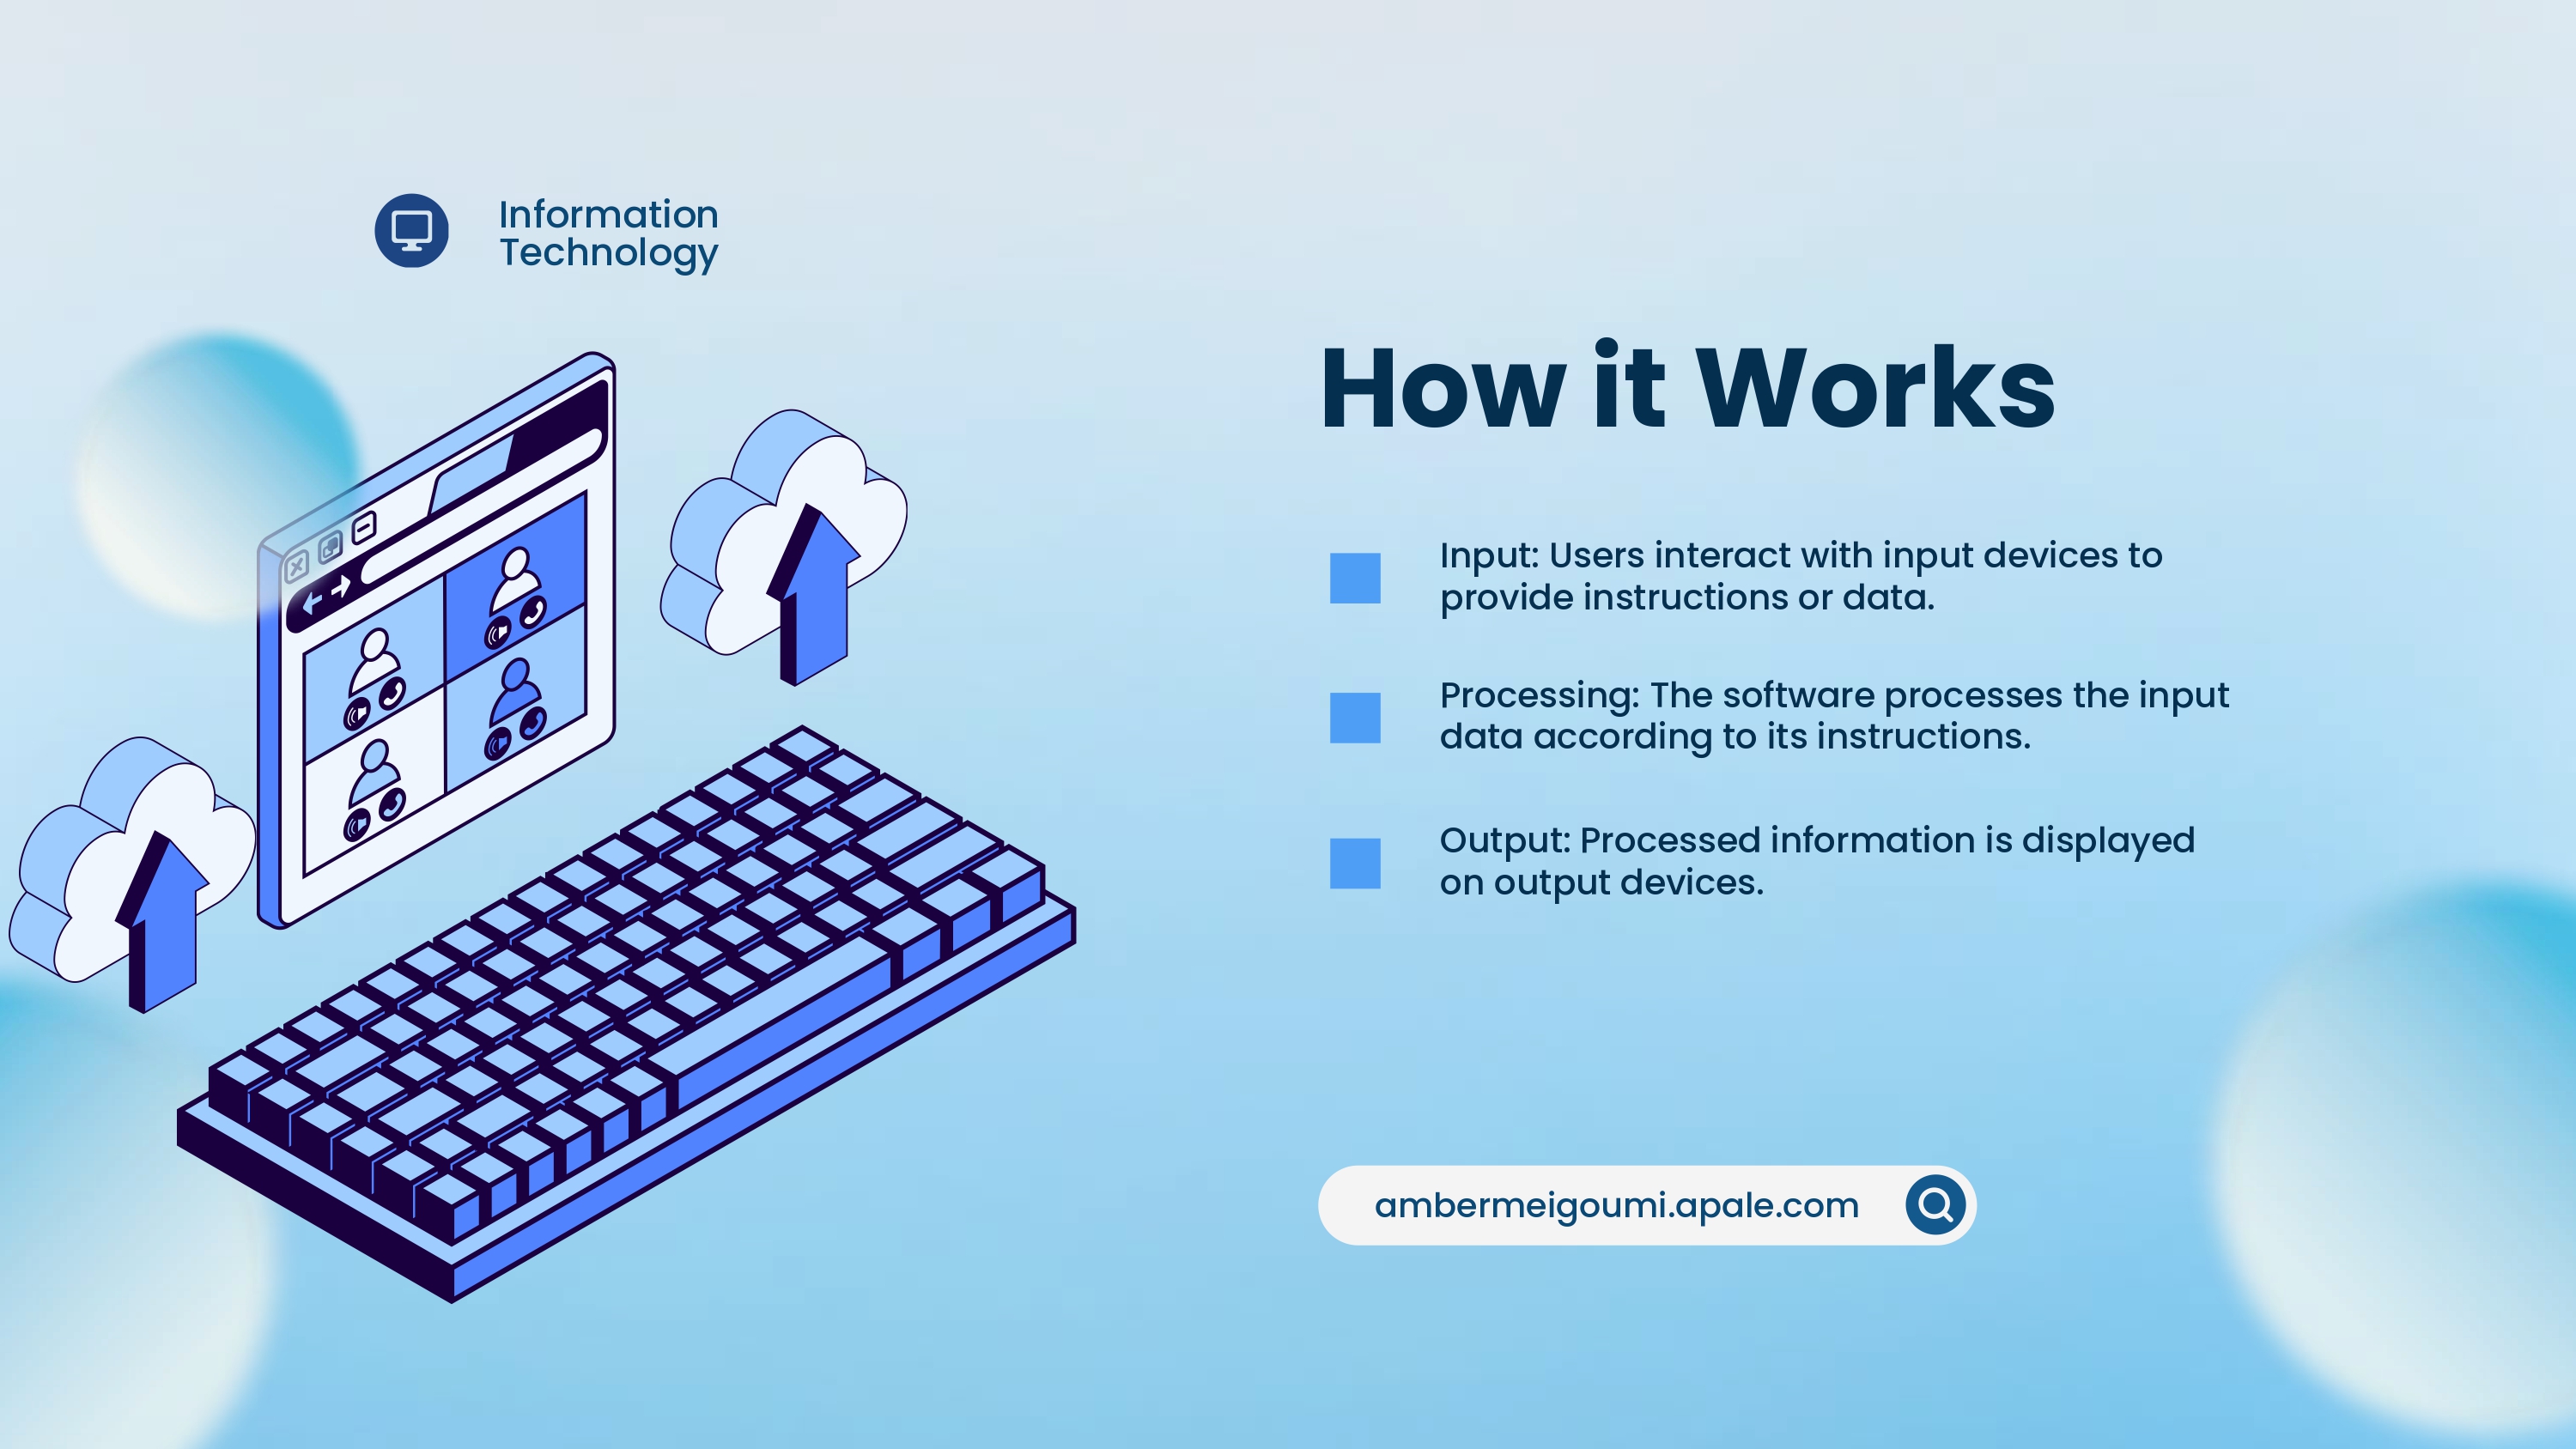 Information
Technology
How it Works
Input: Users interact with input devices to
provide instructions or data.
Processing: The software processes the input
data according to its instructions.
Output: Processed information is displayed
on output devices.
ambermeigoumi.apale.com